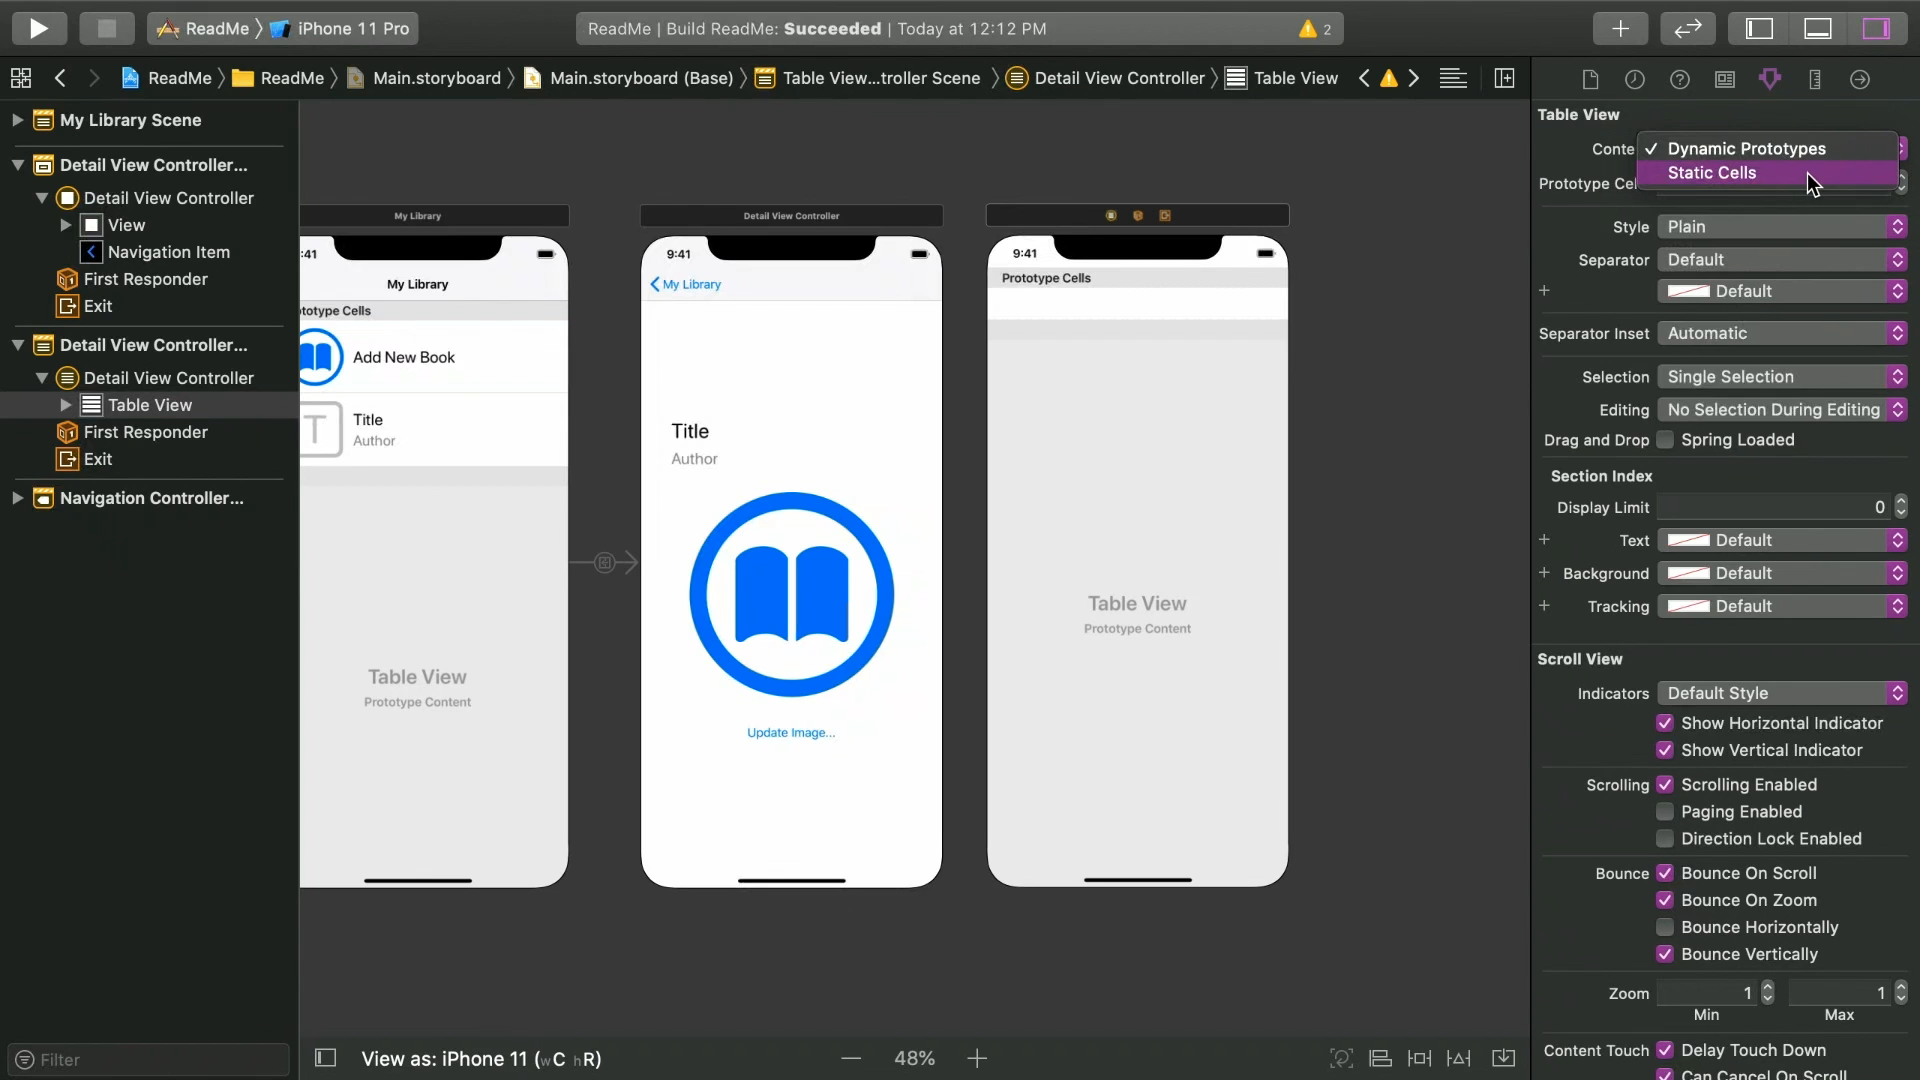 ReadMe 〉 iPhone 11 Pro
ReadMe | Build ReadMe: Succeeded | Today at 12:12 PM
2
ReadMe 〉 ReadMe 〉 Main.storyboard 〉 Main.storyboard (Base) 〉 Table View...troller Scene 〉 Detail View Controller 〉 Table View
My Library Scene
Detail View Controller...
Detail View Controller
View
Navigation Item
First Responder
Exit
Detail View Controller...
Detail View Controller
Table View
First Responder
Exit
Navigation Controller...
Filter
My Library
:41
My Library
totype Cells
Add New Book
T
Title
Author
Table View
Prototype Content
Detail View Controller
9:41
My Library
Title
Author
Update Image...
9:41
Prototype Cells
Table View
Prototype Content
View as: iPhone 11 (wC hR)
48%
Table View
Conte
✓ Dynamic Prototypes
Static Cells
Prototype Cel
Style Plain
Separator Default
Default
Separator Inset Automatic
Selection Single Selection
Editing No Selection During Editing
Drag and Drop Spring Loaded
Section Index
Display Limit 0
Text Default
Background Default
Tracking Default
Scroll View
Indicators Default Style
Show Horizontal Indicator
Show Vertical Indicator
Scrolling Scrolling Enabled
Paging Enabled
Direction Lock Enabled
Bounce Bounce On Scroll
Bounce On Zoom
Bounce Horizontally
Bounce Vertically
Zoom 1 1
Min Max
Content Touch Delay Touch Down
Can Cancel On Scroll